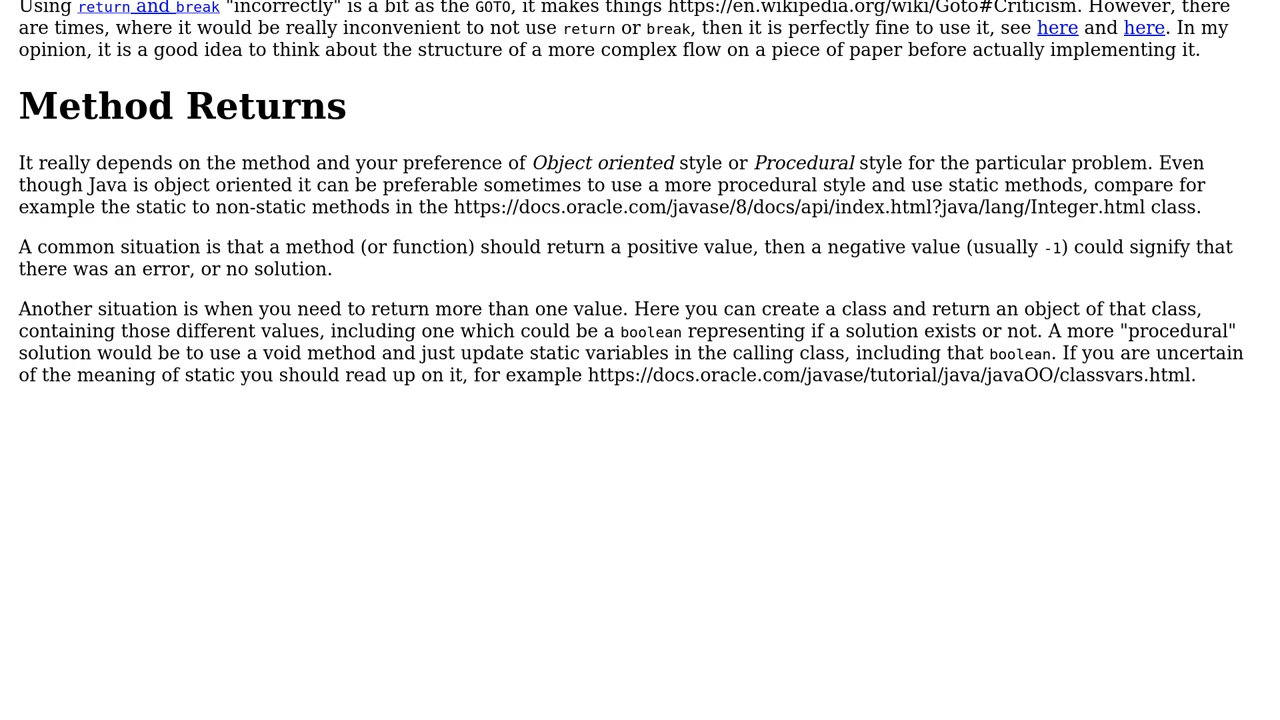 Using return and break "incorrectly" is a bit as the GOTO, it makes things https://en.wikipedia.org/wiki/Goto#Criticism. However, there
are times, where it would be really inconvenient to not use return or break, then it is perfectly fine to use it, see here and here. In my
opinion, it is a good idea to think about the structure of a more complex flow on a piece of paper before actually implementing it.
Method Returns
It really depends on the method and your preference of Object oriented style or Procedural style for the particular problem. Even
though Java is object oriented it can be preferable sometimes to use a more procedural style and use static methods, compare for
example the static to non-static methods in the https://docs.oracle.com/javase/8/docs/api/index.html?java/lang/Integer.html class.
A common situation is that a method (or function) should return a positive value, then a negative value (usually -1) could signify that
there was an error, or no solution.
Another situation is when you need to return more than one value. Here you can create a class and return an object of that class,
containing those different values, including one which could be a boolean representing if a solution exists or not. A more "procedural"
solution would be to use a void method and just update static variables in the calling class, including that boolean. If you are uncertain
of the meaning of static you should read up on it, for example https://docs.oracle.com/javase/tutorial/java/javaOO/classvars.html.